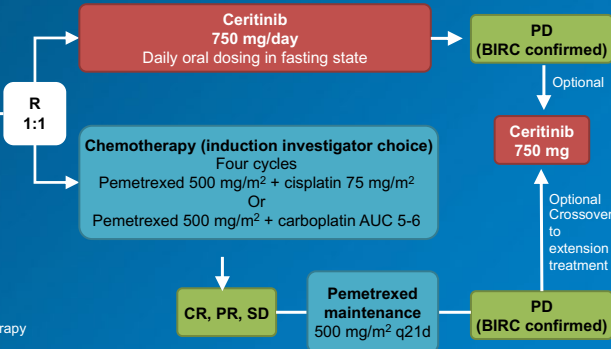 Ceritinib
750 mg/day
Daily oral dosing in fasting state
PD
(BIRC confirmed)
Optional
R
1:1
Ceritinib
750 mg
Chemotherapy (induction investigator choice)
Four cycles
Pemetrexed 500 mg/m² + cisplatin 75 mg/m²
Or
Pemetrexed 500 mg/m² + carboplatin AUC 5-6
Optional
Crossover
to
extension
treatment
CR, PR, SD
Pemetrexed
maintenance
500 mg/m² q21d
PD
(BIRC confirmed)